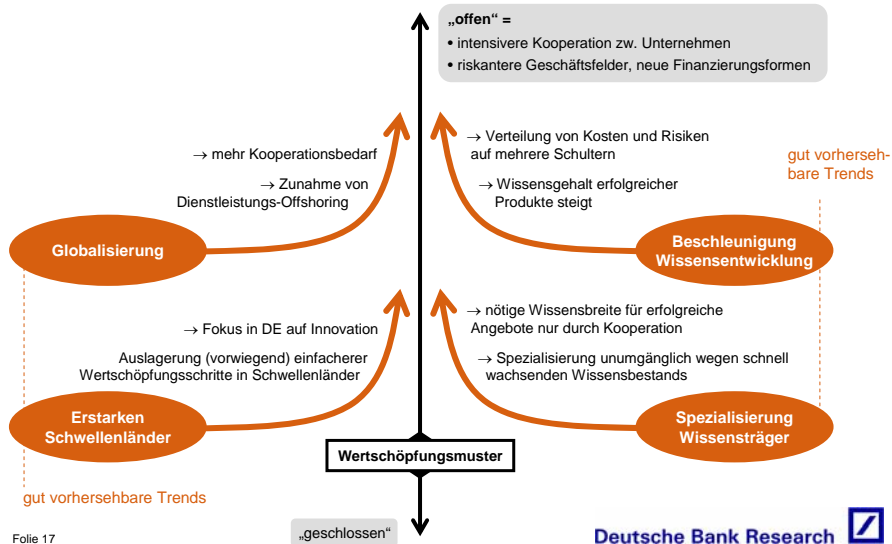 „offen“ =
• intensivere Kooperation zw. Unternehmen
• riskantere Geschäftsfelder, neue Finanzierungsformen
→ mehr Kooperationsbedarf
→ Zunahme von
Dienstleistungs-Offshoring
Globalisierung
→ Verteilung von Kosten und Risiken
auf mehrere Schultern
→ Wissensgehalt erfolgreicher
Produkte steigt
gut vorherseh-
bare Trends
Beschleunigung
Wissensentwicklung
→ Fokus in DE auf Innovation
Auslagerung (vorwiegend) einfacherer
Wertschöpfungsschritte in Schwellenländer
Erstarken
Schwellenländer
→ nötige Wissensbreite für erfolgreiche
Angebote nur durch Kooperation
→ Spezialisierung unumgänglich wegen schnell
wachsenden Wissensbestands
Spezialisierung
Wissensträger
Wertschöpfungsmuster
gut vorhersehbare Trends
„geschlossen“
Folie 17
Deutsche Bank Research